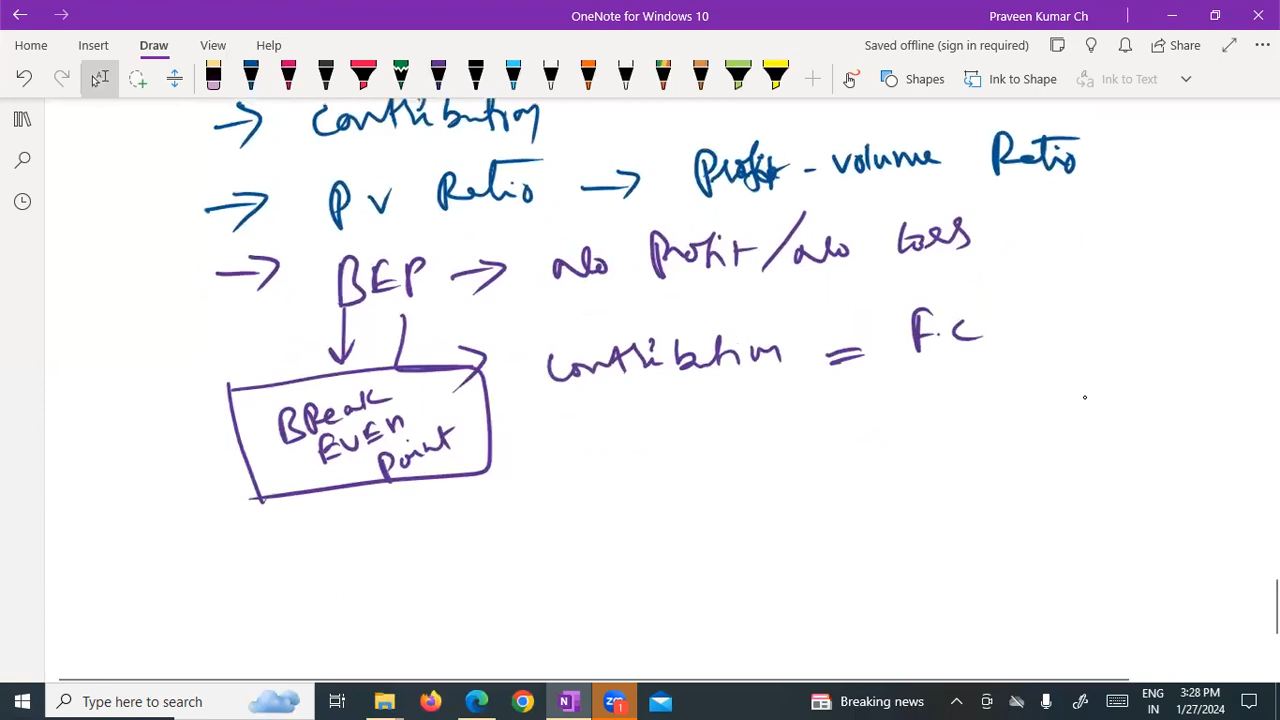 OneNote for Windows 10
Praveen Kumar Ch
Home Insert Draw View Help
Saved offline (sign in required)
Share
Shapes
Ink to Shape
Ink to Text
→ Contribution
→ PV Ratio → Profit - volume Ratio
→ BEP → No Profit/No Loss
Contribution = F.C
Break
EVEn
Point
Type here to search
Breaking news
ENG
IN
3:28 PM
1/27/2024
1